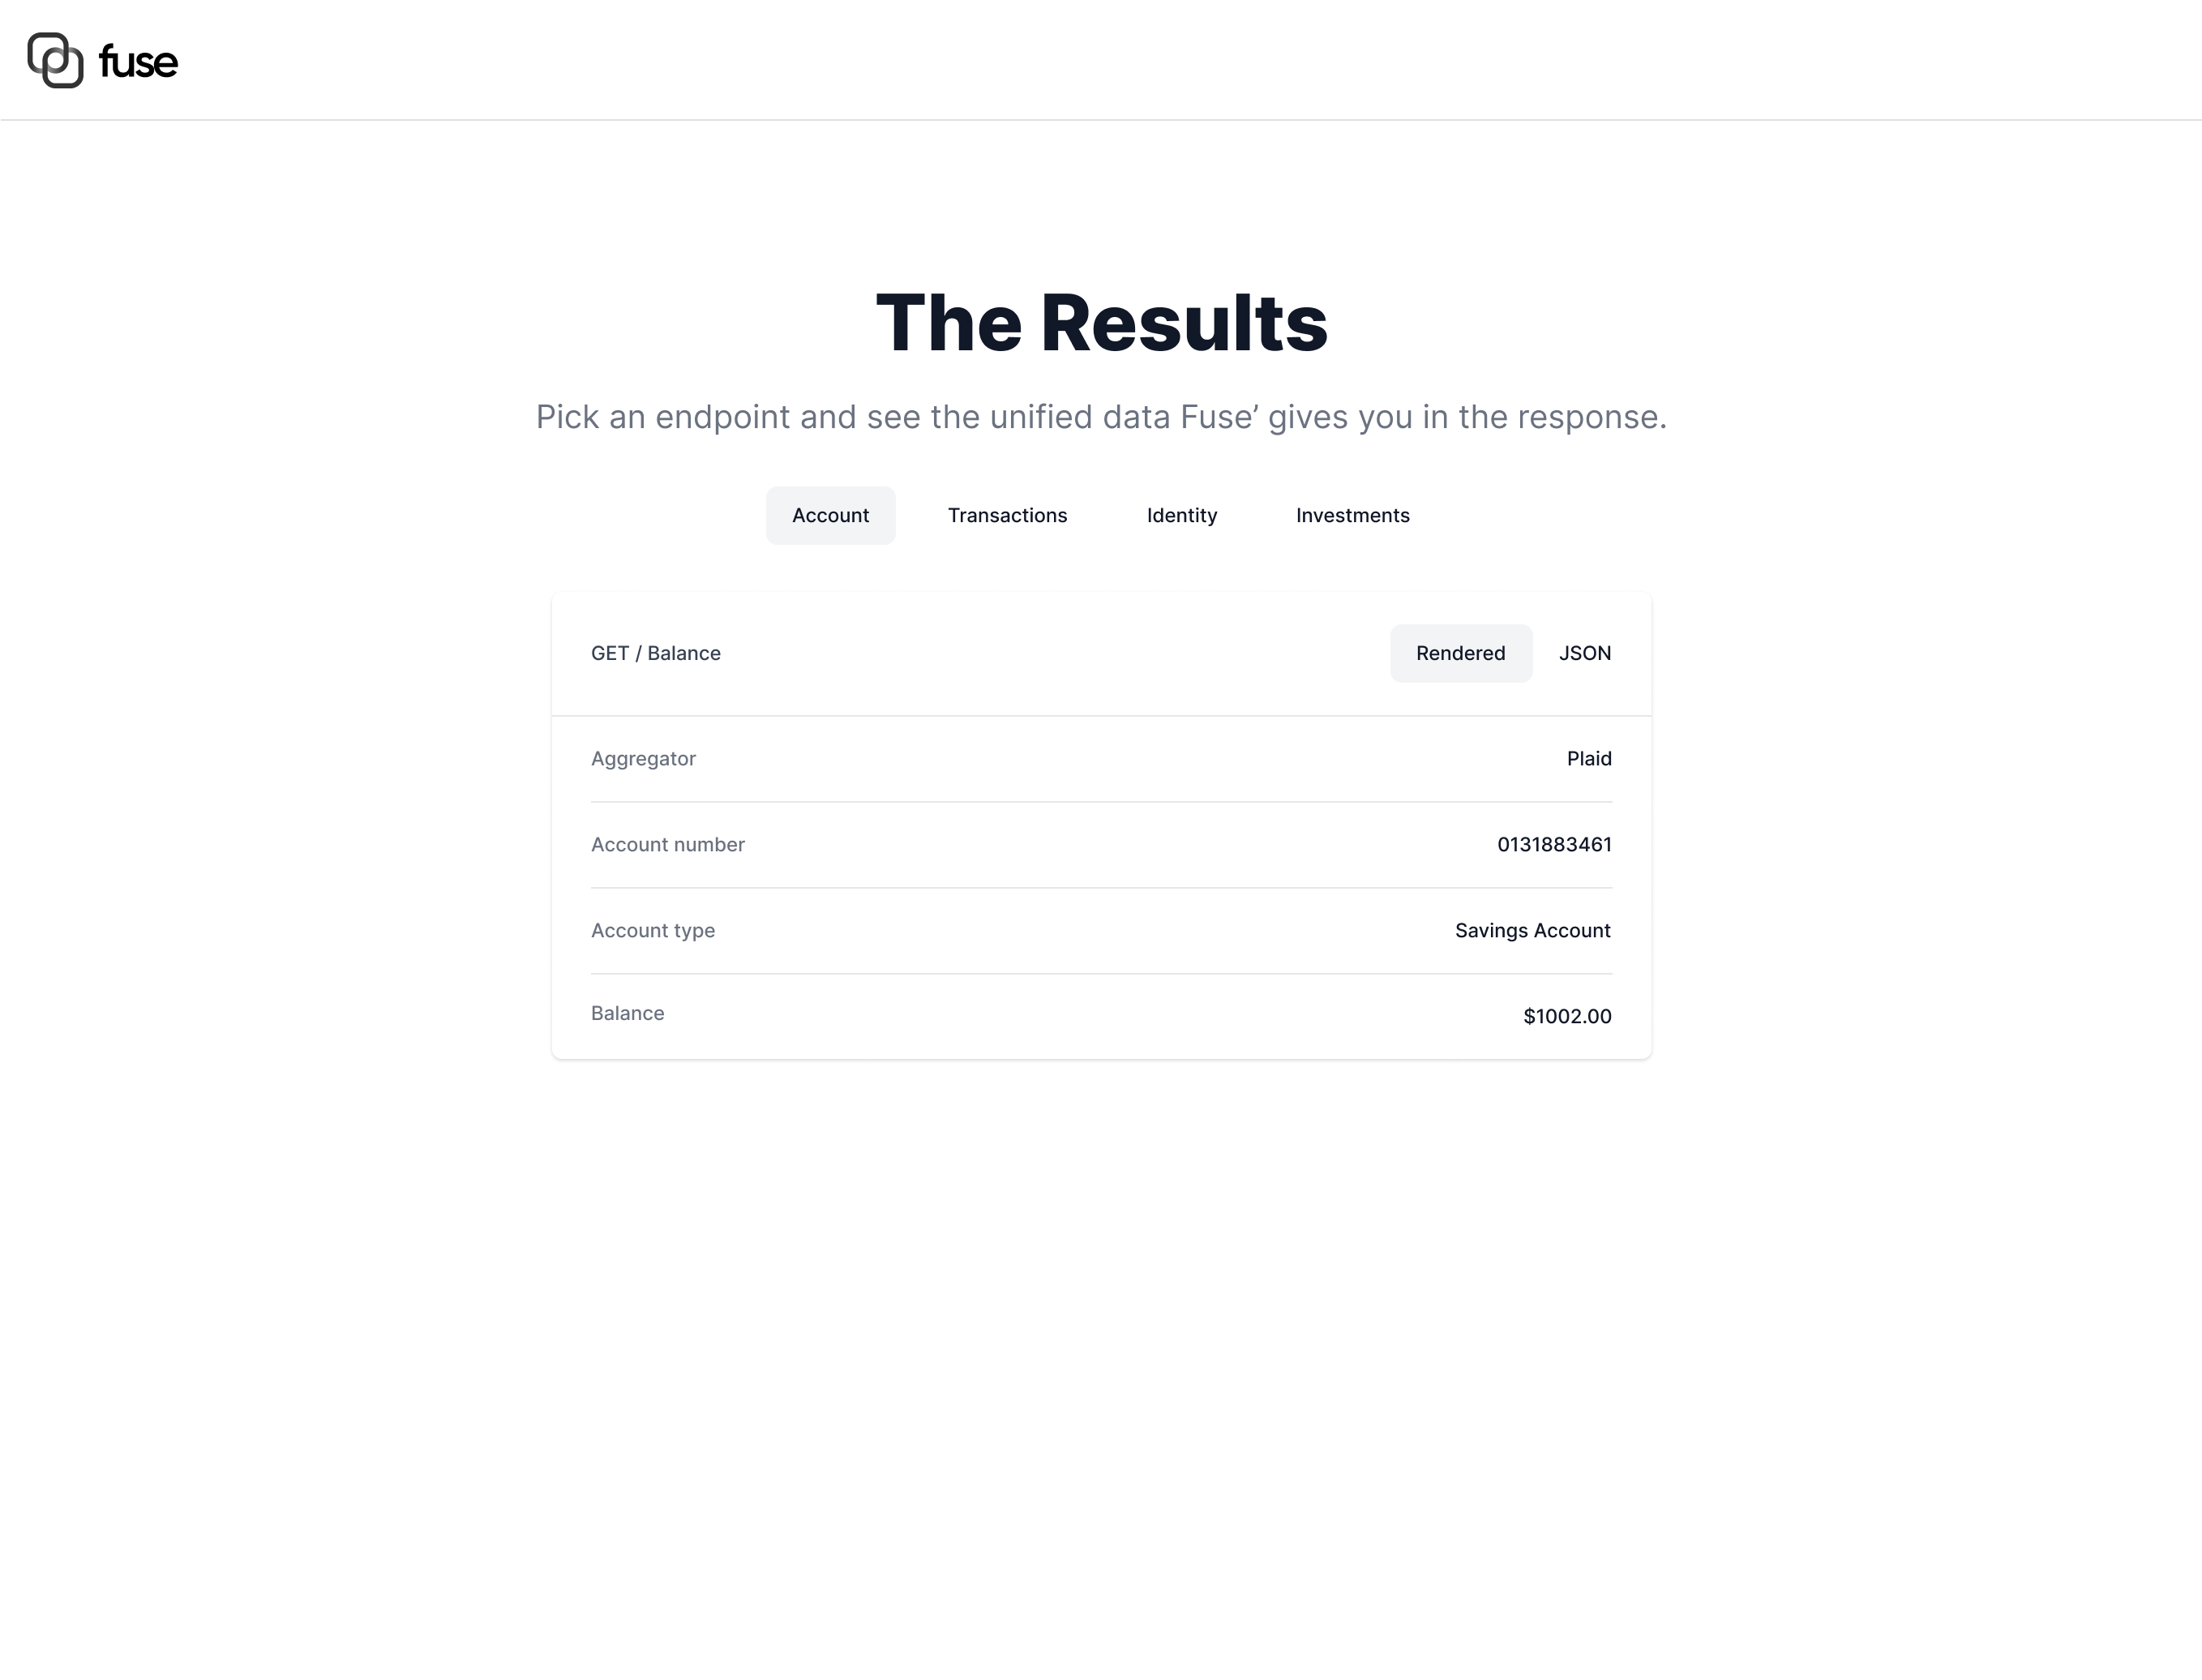 fuse
The Results
Pick an endpoint and see the unified data Fuse’ gives you in the response.
Account Transactions Identity Investments
GET / Balance Rendered JSON
Aggregator Plaid
Account number 0131883461
Account type Savings Account
Balance $1002.00